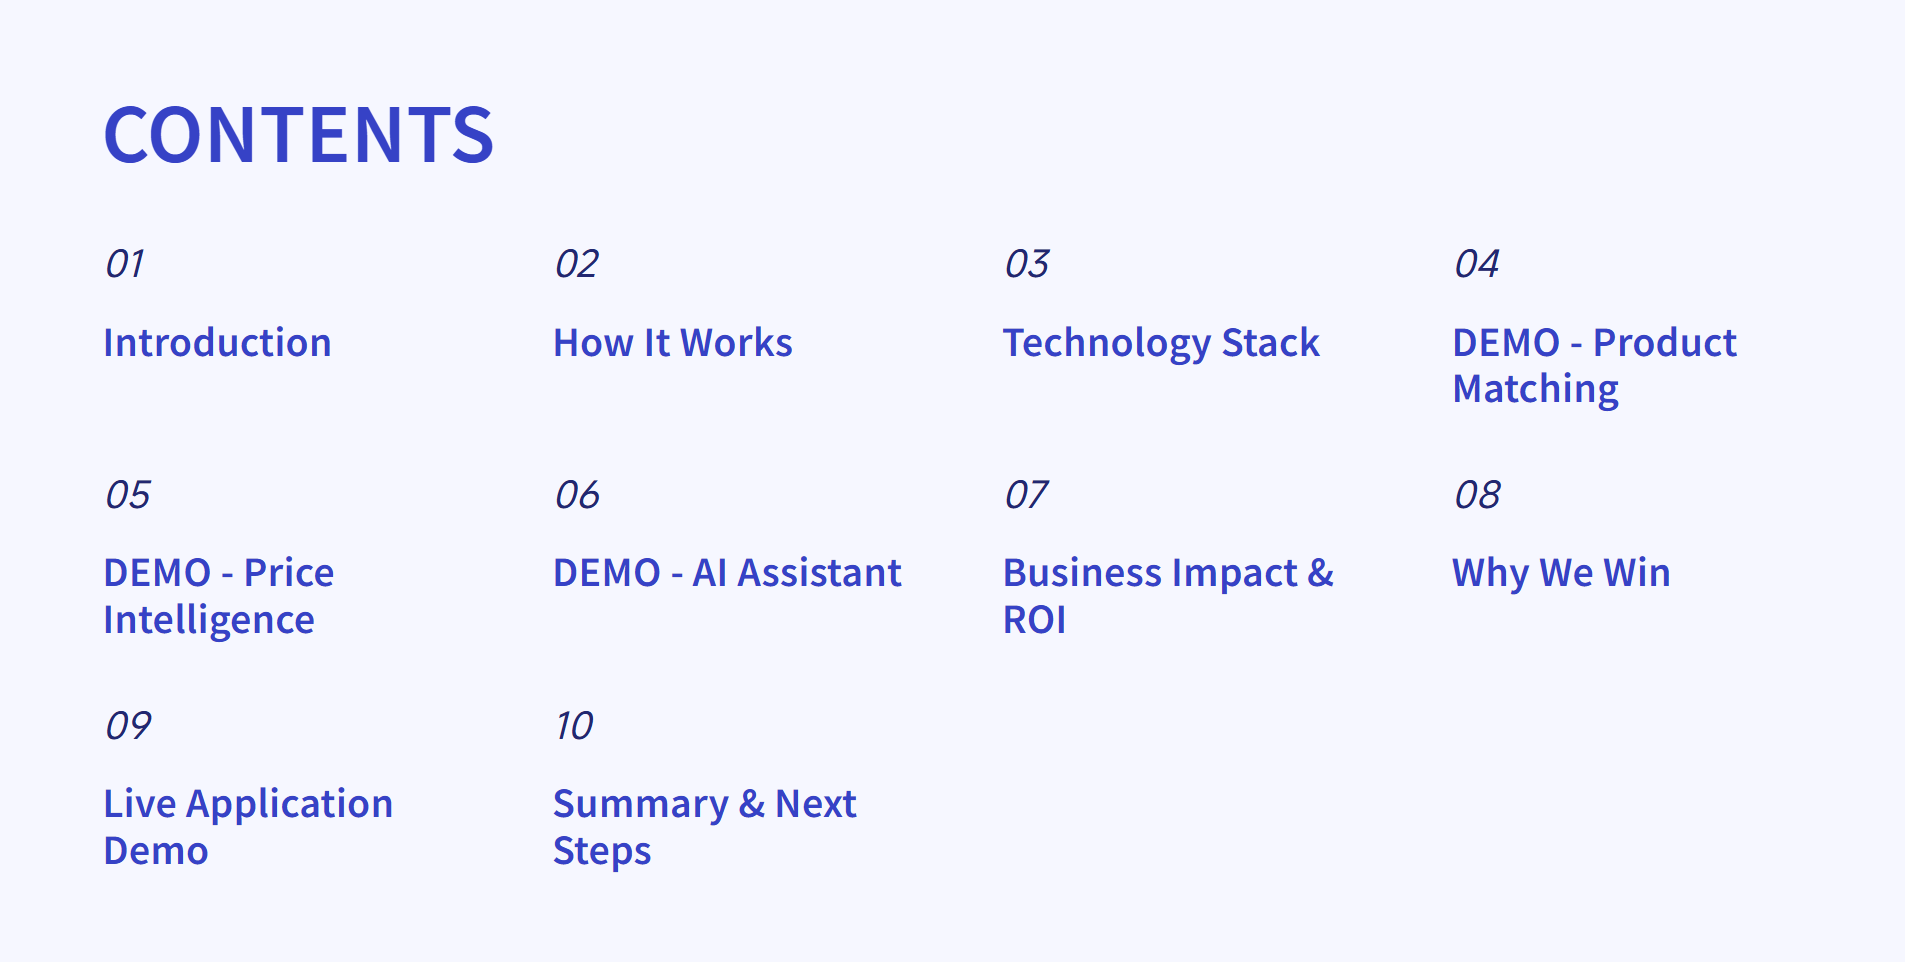 CONTENTS
01
Introduction
02
How It Works
03
Technology Stack
04
DEMO - Product
Matching
05
DEMO - Price
Intelligence
06
DEMO - AI Assistant
07
Business Impact &
ROI
08
Why We Win
09
Live Application
Demo
10
Summary & Next
Steps